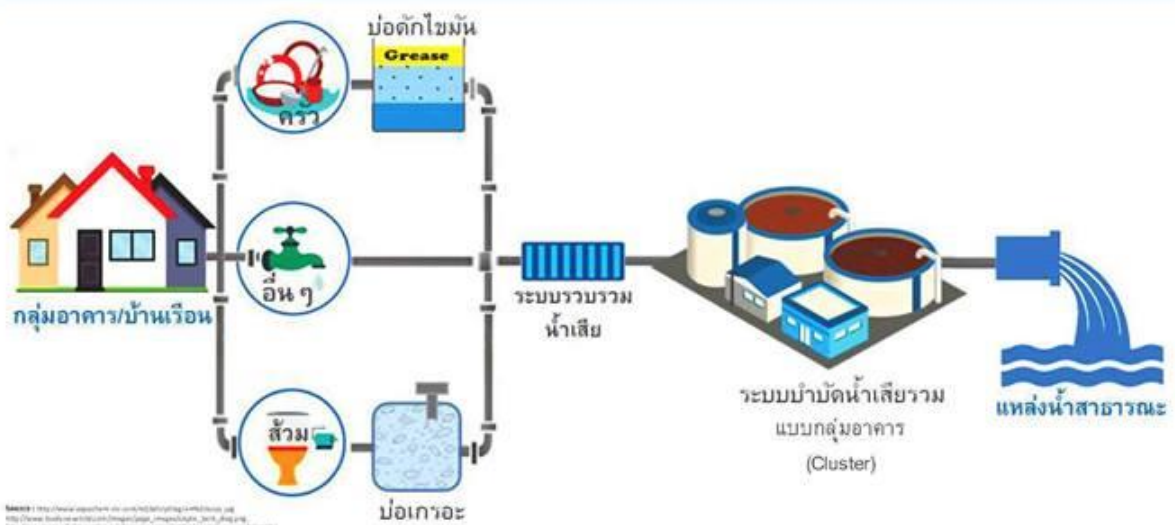 บ่อดักไขมัน
Grease
ครัว
อื่น ๆ
กลุ่มอาคาร/บ้านเรือน
ระบบรวบรวม
น้ำเสีย
ส้วม
บ่อเกรอะ
ระบบบำบัดน้ำเสียรวม
แบบกลุ่มอาคาร
(Cluster)
แหล่งน้ำสาธารณะ